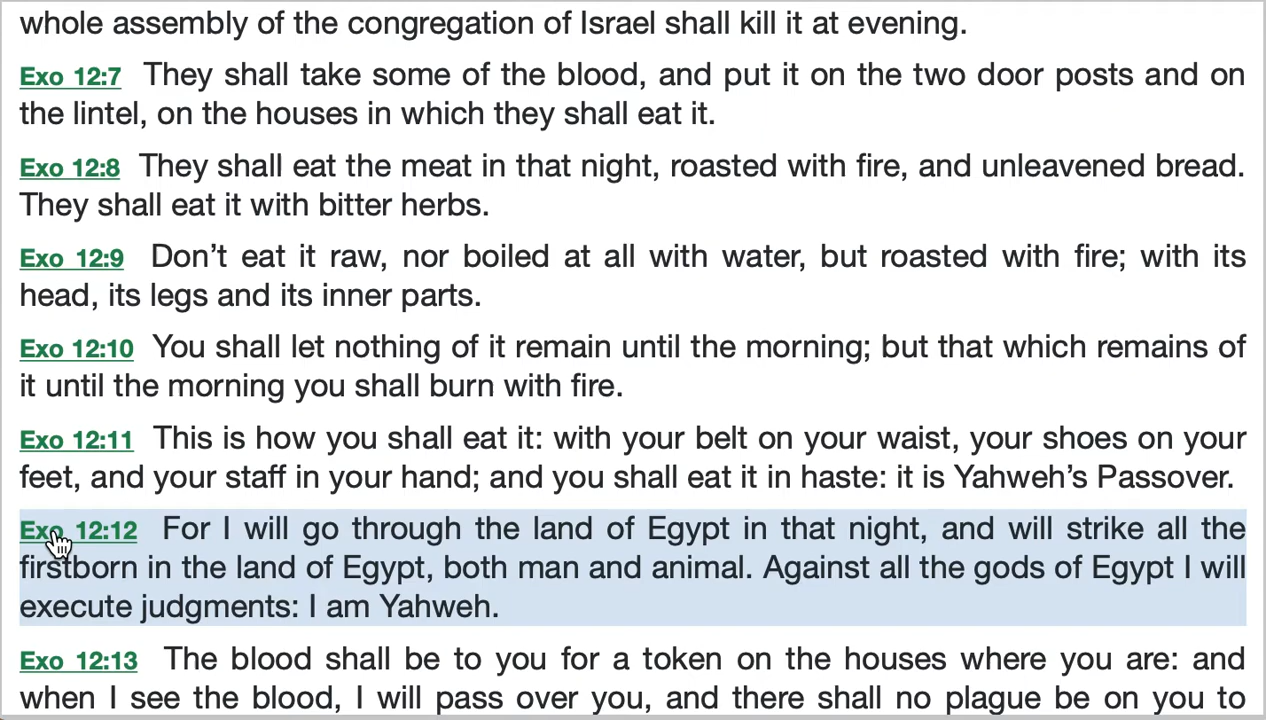 whole assembly of the congregation of Israel shall kill it at evening.
Exo 12:7 They shall take some of the blood, and put it on the two door posts and on
the lintel, on the houses in which they shall eat it.
Exo 12:8 They shall eat the meat in that night, roasted with fire, and unleavened bread.
They shall eat it with bitter herbs.
Exo 12:9 Don’t eat it raw, nor boiled at all with water, but roasted with fire; with its
head, its legs and its inner parts.
Exo 12:10 You shall let nothing of it remain until the morning; but that which remains of
it until the morning you shall burn with fire.
Exo 12:11 This is how you shall eat it: with your belt on your waist, your shoes on your
feet, and your staff in your hand; and you shall eat it in haste: it is Yahweh’s Passover.
Exo 12:12 For I will go through the land of Egypt in that night, and will strike all the
firstborn in the land of Egypt, both man and animal. Against all the gods of Egypt I will
execute judgments: I am Yahweh.
Exo 12:13 The blood shall be to you for a token on the houses where you are: and
when I see the blood, I will pass over you, and there shall no plague be on you to